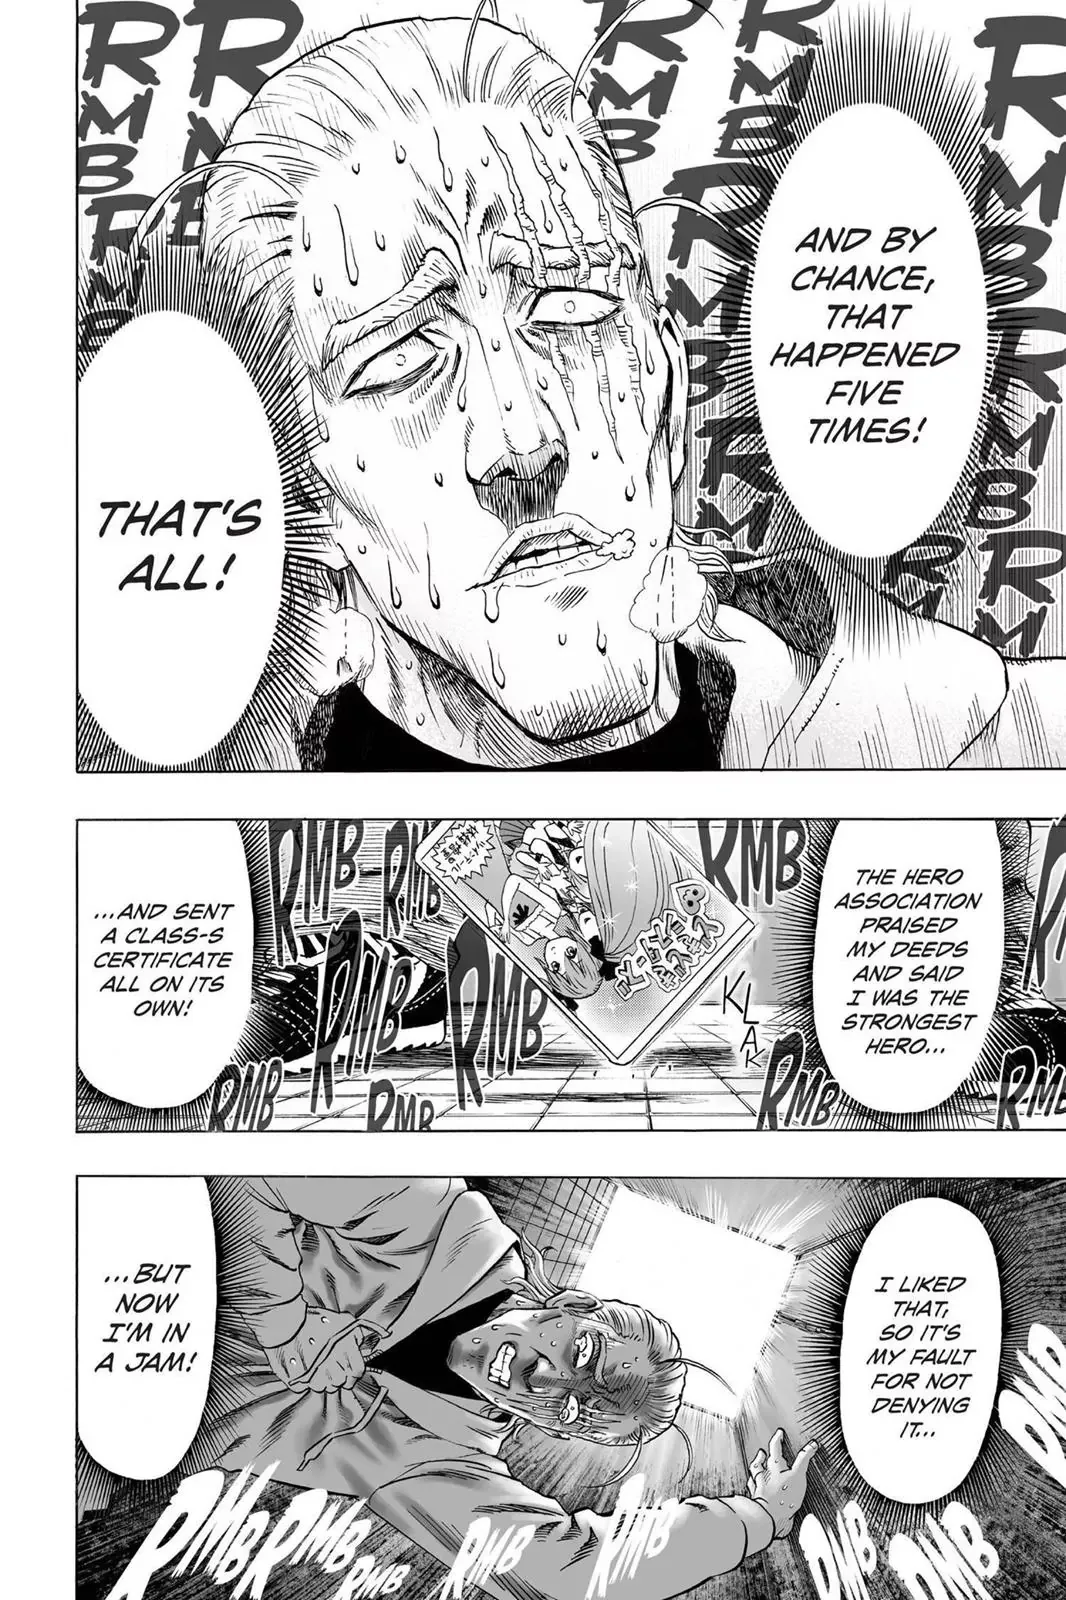 AND BY
CHANCE,
THAT
HAPPENED
FIVE
TIMES!
THAT'S
ALL!
RMB
RMB
RMB
RMB
RMB
RMB
THE HERO
ASSOCIATION
PRAISED
MY DEEDS
AND SAID
I WAS THE
STRONGEST
HERO...
KLAK
RMB
RMB
RMB
RMB
RMB
RMB
RMB
RMB
...AND SENT
A CLASS-S
CERTIFICATE
ALL ON ITS
OWN!
I LIKED
THAT,
SO IT'S
MY FAULT
FOR NOT
DENYING
IT...
...BUT
NOW
I'M IN
A JAM!
RMB
RMB
RMB
RMB
RMB
RMB
RMB
RMB
RMB